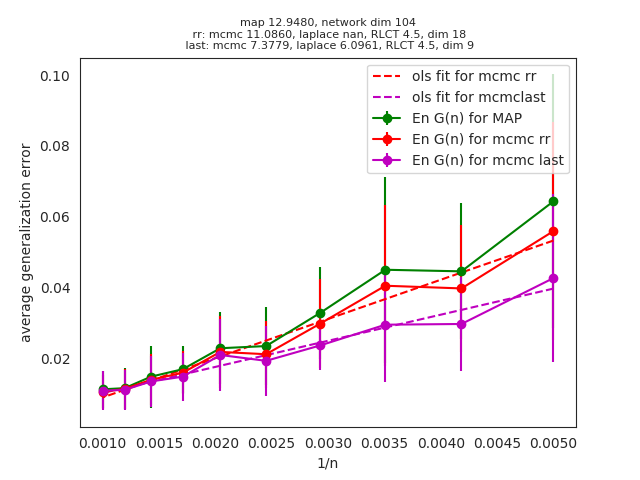 map 12.9480, network dim 104
rr: mcmc 11.0860, laplace nan, RLCT 4.5, dim 18
last: mcmc 7.3779, laplace 6.0961, RLCT 4.5, dim 9
ols fit for mcmc rr
ols fit for mcmclast
En G(n) for MAP
En G(n) for mcmc rr
En G(n) for mcmc last
average generalization error
0.10
0.08
0.06
0.04
0.02
0.0010 0.0015 0.0020 0.0025 0.0030 0.0035 0.0040 0.0045 0.0050
1/n